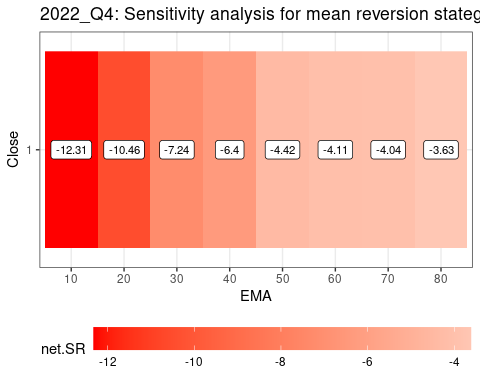 2022_Q4: Sensitivity analysis for mean reversion stateg
Close
1
-12.31 -10.46 -7.24 -6.4 -4.42 -4.11 -4.04 -3.63
10 20 30 40 50 60 70 80
EMA
net.SR
-12 -10 -8 -6 -4